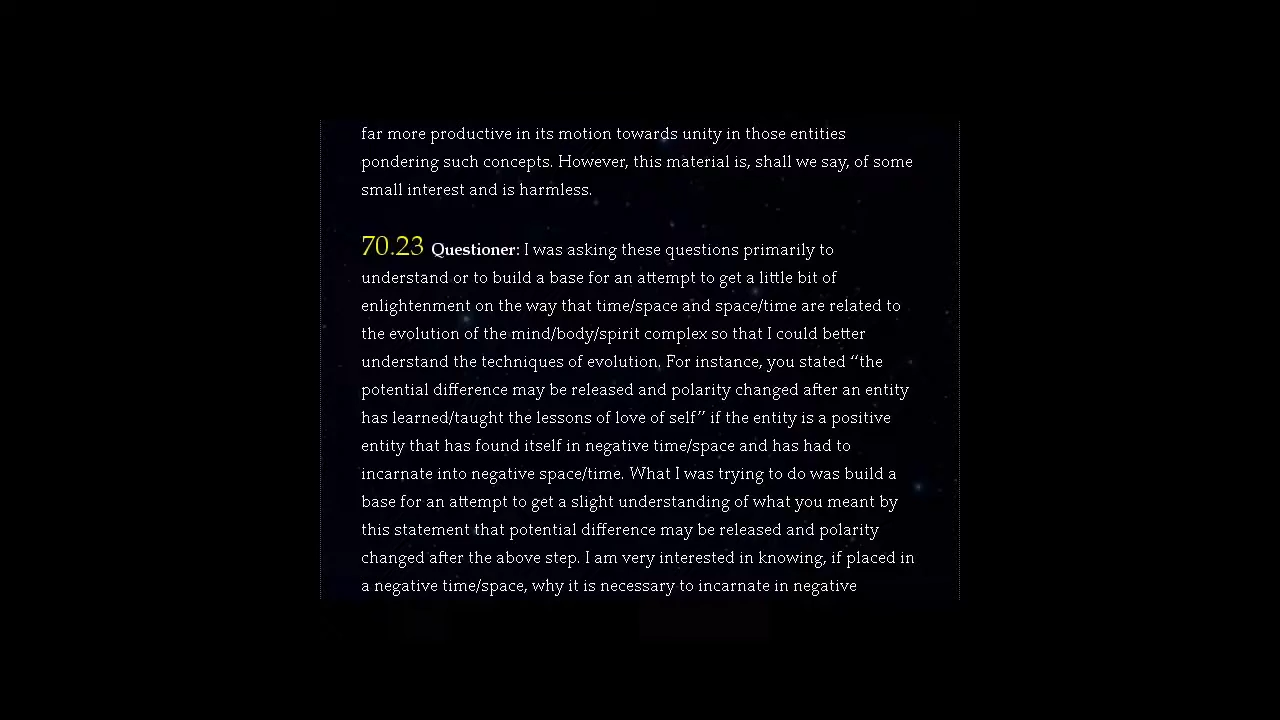 far more productive in its motion towards unity in those entities
pondering such concepts. However, this material is, shall we say, of some
small interest and is harmless.
70.23 Questioner: I was asking these questions primarily to
understand or to build a base for an attempt to get a little bit of
enlightenment on the way that time/space and space/time are related to
the evolution of the mind/body/spirit complex so that I could better
understand the techniques of evolution. For instance, you stated “the
potential difference may be released and polarity changed after an entity
has learned/taught the lessons of love of self” if the entity is a positive
entity that has found itself in negative time/space and has had to
incarnate into negative space/time. What I was trying to do was build a
base for an attempt to get a slight understanding of what you meant by
this statement that potential difference may be released and polarity
changed after the above step. I am very interested in knowing, if placed in
a negative time/space, why it is necessary to incarnate in negative